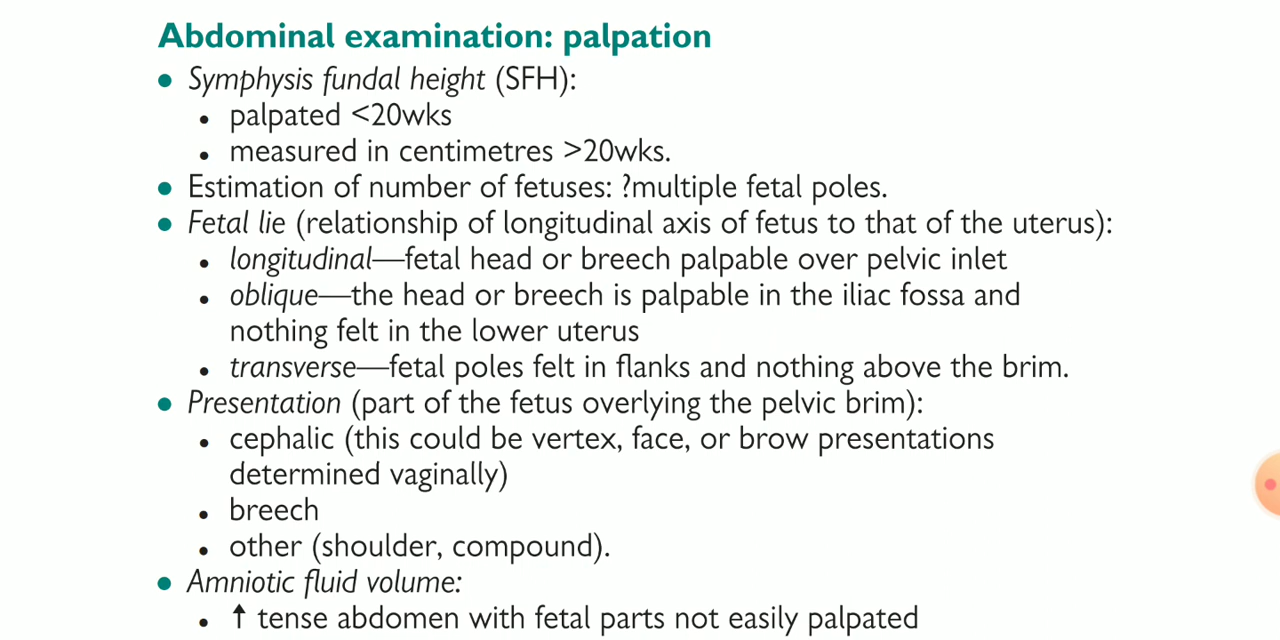 Abdominal examination: palpation
• Symphysis fundal height (SFH):
• palpated <20wks
• measured in centimetres >20wks.
• Estimation of number of fetuses: ?multiple fetal poles.
• Fetal lie (relationship of longitudinal axis of fetus to that of the uterus):
• longitudinal—fetal head or breech palpable over pelvic inlet
• oblique—the head or breech is palpable in the iliac fossa and
nothing felt in the lower uterus
• transverse—fetal poles felt in flanks and nothing above the brim.
• Presentation (part of the fetus overlying the pelvic brim):
• cephalic (this could be vertex, face, or brow presentations
determined vaginally)
• breech
• other (shoulder, compound).
• Amniotic fluid volume:
• ↑ tense abdomen with fetal parts not easily palpated